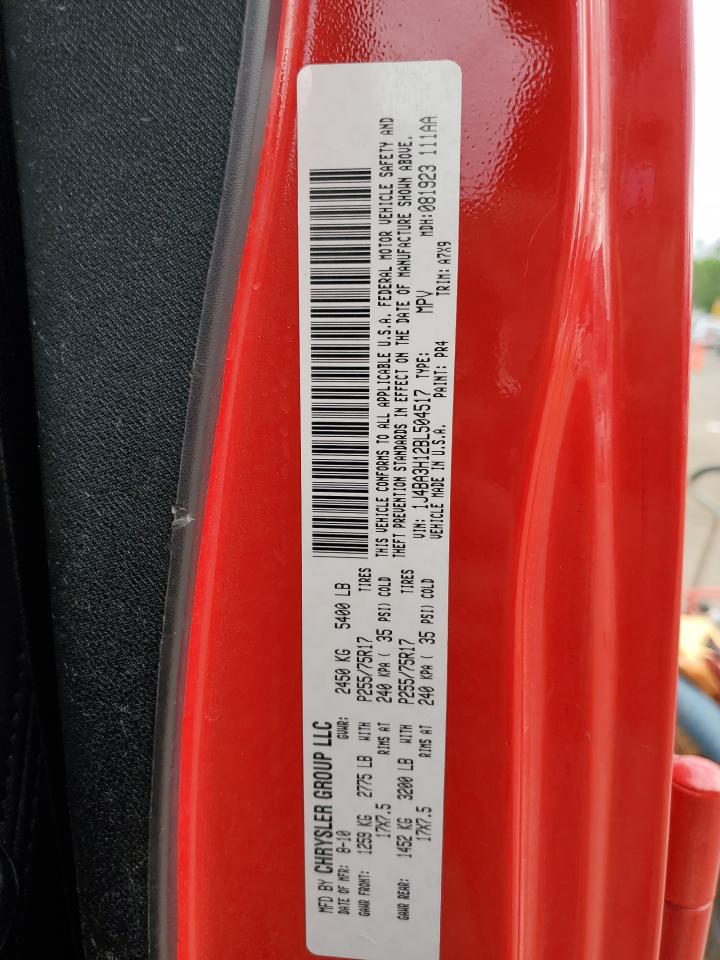 MFD BY CHRYSLER GROUP LLC
DATE OF MFR: 8-10 GVWR: 2450 KG 5400 LB
GAWR FRONT: 1259 KG 2775 LB WITH P255/75R17 TIRES
17X7.5 RIMS AT 240 KPA ( 35 PSI) COLD
GAWR REAR: 1452 KG 3200 LB WITH P255/75R17 TIRES
17X7.5 RIMS AT 240 KPA ( 35 PSI) COLD
THIS VEHICLE CONFORMS TO ALL APPLICABLE U.S.A. FEDERAL MOTOR VEHICLE SAFETY AND
THEFT PREVENTION STANDARDS IN EFFECT ON THE DATE OF MANUFACTURE SHOWN ABOVE.
VIN: 1J4BA3H12BL504517 TYPE: MPV MDH:081923 111AA
VEHICLE MADE IN U.S.A. PAINT: PR4 TRIM: A7X9